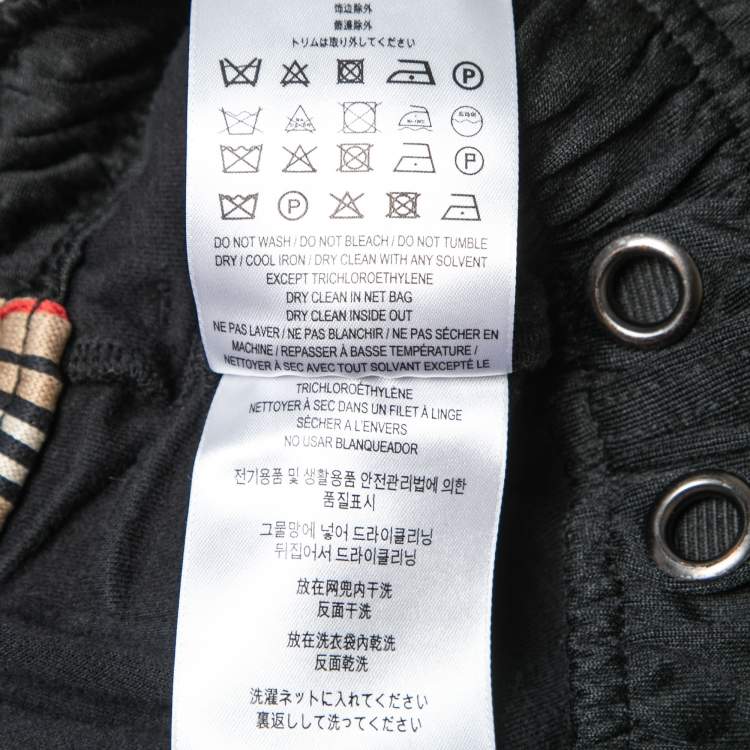 饰边除外
飾邊除外
トリムは取り外してください
P
P
P
DO NOT WASH / DO NOT BLEACH / DO NOT TUMBLE
DRY / COOL IRON / DRY CLEAN WITH ANY SOLVENT
EXCEPT TRICHLOROETHYLENE
DRY CLEAN IN NET BAG
DRY CLEAN INSIDE OUT
NE PAS LAVER / NE PAS BLANCHIR / NE PAS SÉCHER EN
MACHINE / REPASSER À BASSE TEMPÉRATURE /
NETTOYER À SEC AVEC TOUT SOLVANT EXCEPTÉ LE
TRICHLOROÉTHYLÈNE
NETTOYER À SEC DANS UN FILET À LINGE
SÉCHER A L'ENVERS
NO USAR BLANQUEADOR
전기용품 및 생활용품 안전관리법에 의한
품질표시
그물망에 넣어 드라이클리닝
뒤집어서 드라이클리닝
放在网兜内干洗
反面干洗
放在洗衣袋內乾洗
反面乾洗
洗濯ネットに入れてください
裏返しして洗ってください